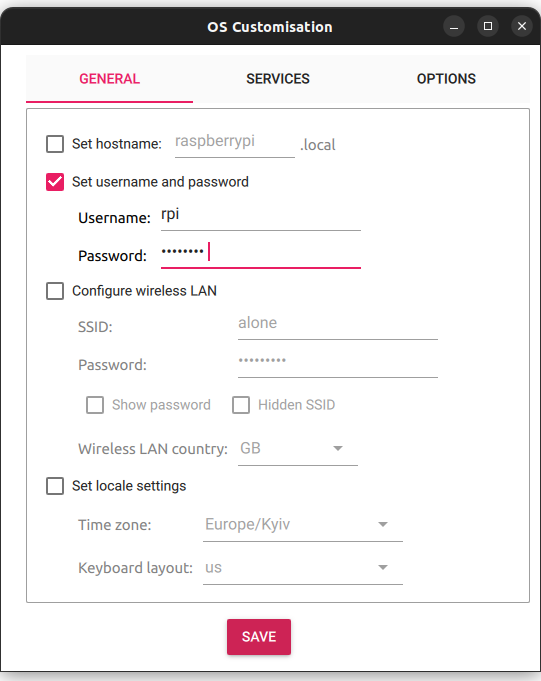 OS Customisation
GENERAL SERVICES OPTIONS
Set hostname: raspberrypi .local
Set username and password
Username: rpi
Password: ••••••••
Configure wireless LAN
SSID: alone
Password: •••••••••
Show password Hidden SSID
Wireless LAN country: GB
Set locale settings
Time zone: Europe/Kyiv
Keyboard layout: us
SAVE